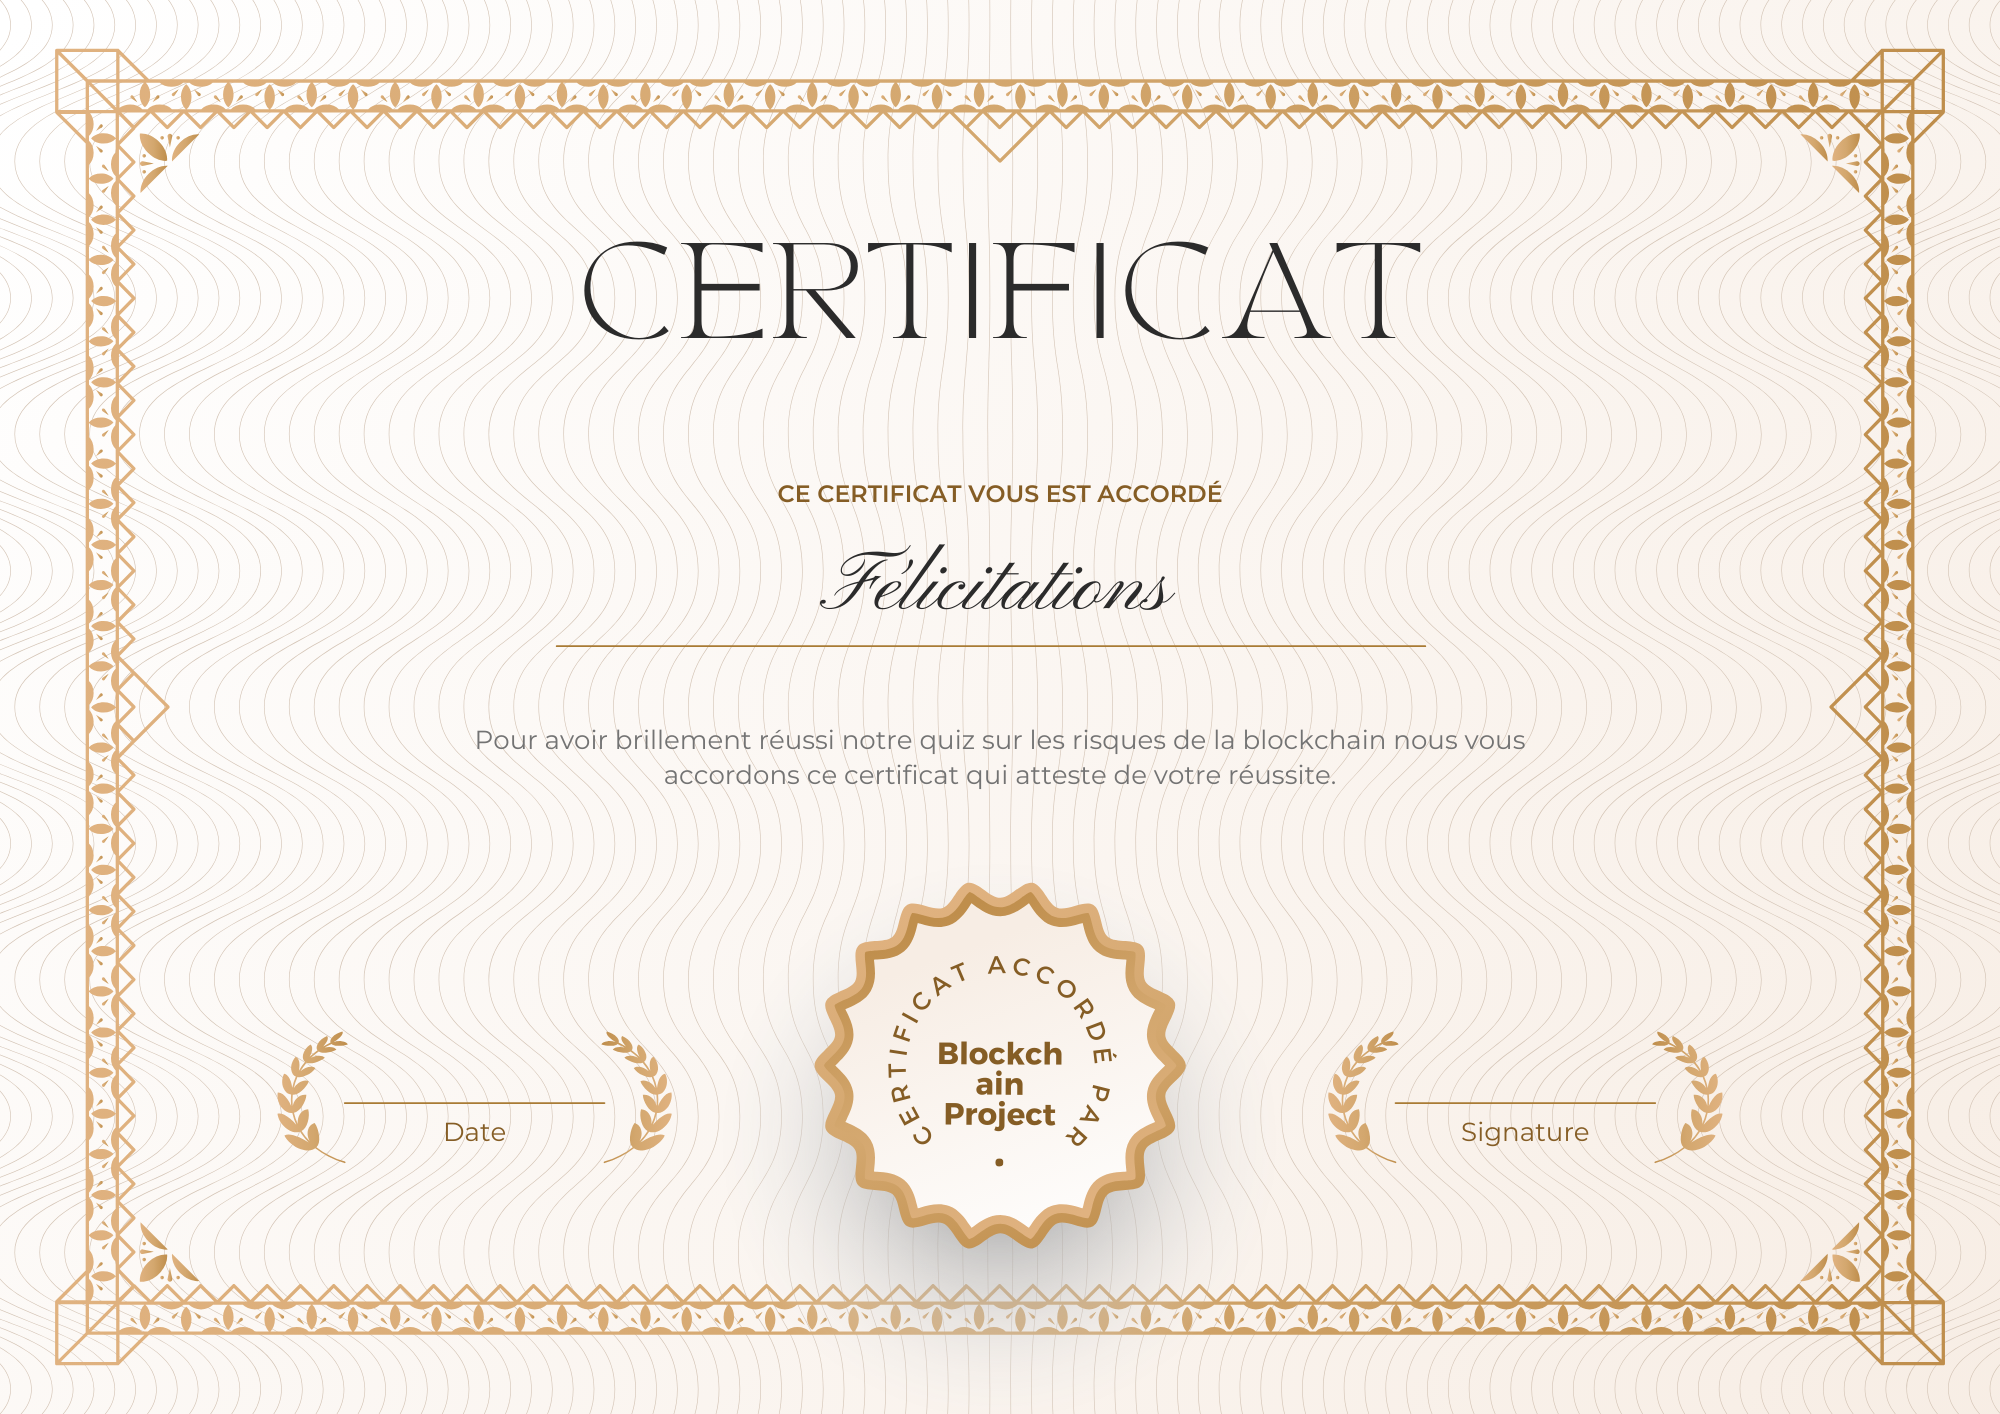 CERTIFICAT
CE CERTIFICAT VOUS EST ACCORDÉ
Félicitations
Pour avoir brillement réussi notre quiz sur les risques de la blockchain nous vous
accordons ce certificat qui atteste de votre réussite.
CERTIFICAT ACCORDÉ PAR
Blockch
ain
Project
•
Date
Signature